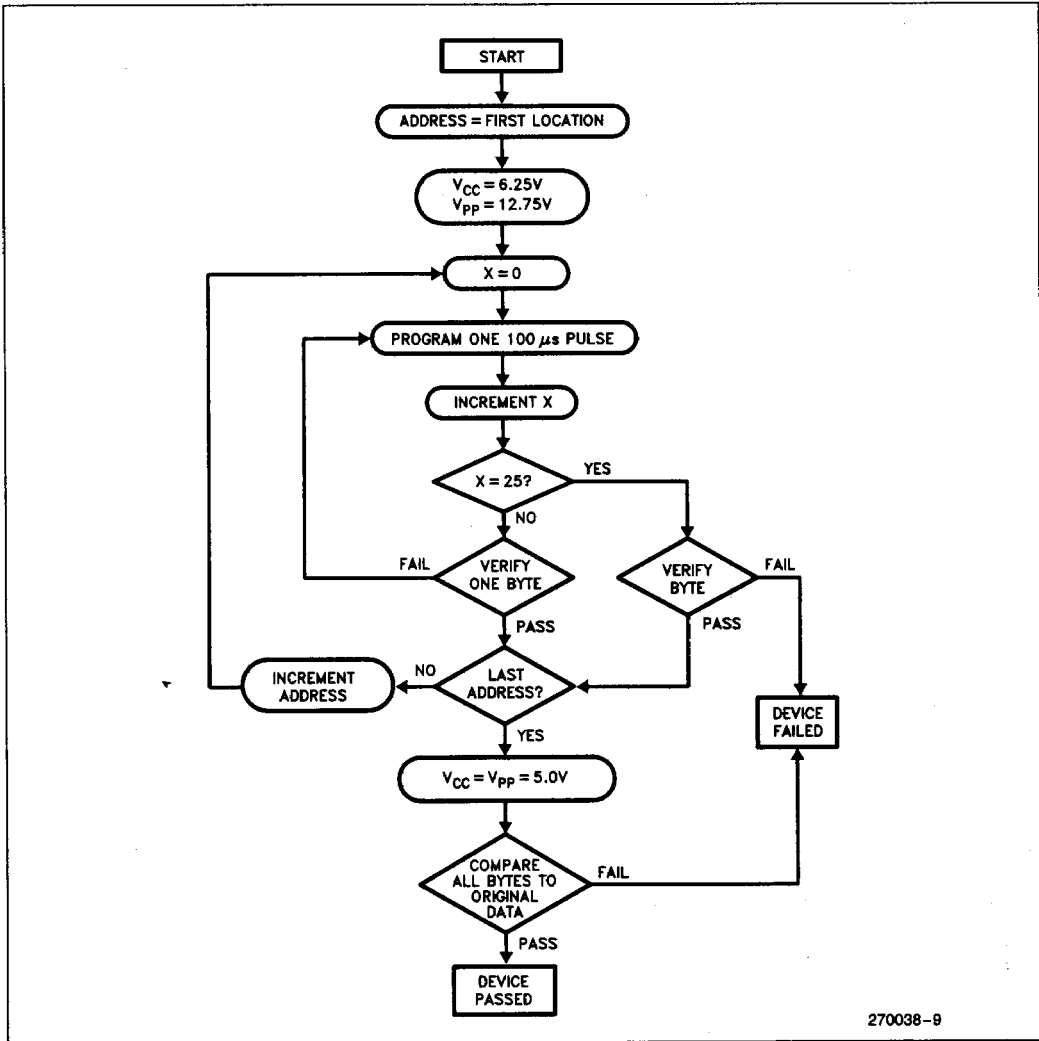 START
ADDRESS = FIRST LOCATION
VCC = 6.25V
VPP = 12.75V
X = 0
PROGRAM ONE 100 μs PULSE
INCREMENT X
X = 25?
YES
NO
FAIL
VERIFY
ONE BYTE
VERIFY
BYTE
FAIL
PASS
PASS
INCREMENT
ADDRESS
NO
LAST
ADDRESS?
DEVICE
FAILED
YES
VCC = VPP = 5.0V
COMPARE
ALL BYTES TO
ORIGINAL
DATA
FAIL
PASS
DEVICE
PASSED
270038-9